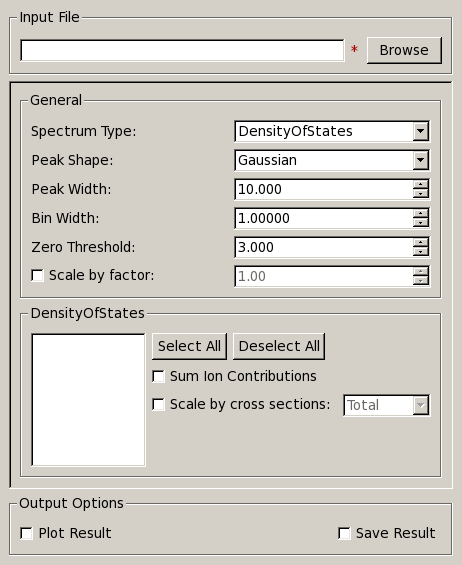 Input File
* Browse
General
Spectrum Type: DensityOfStates
Peak Shape: Gaussian
Peak Width: 10.000
Bin Width: 1.00000
Zero Threshold: 3.000
Scale by factor: 1.00
DensityOfStates
Select All Deselect All
Sum Ion Contributions
Scale by cross sections: Total
Output Options
Plot Result Save Result